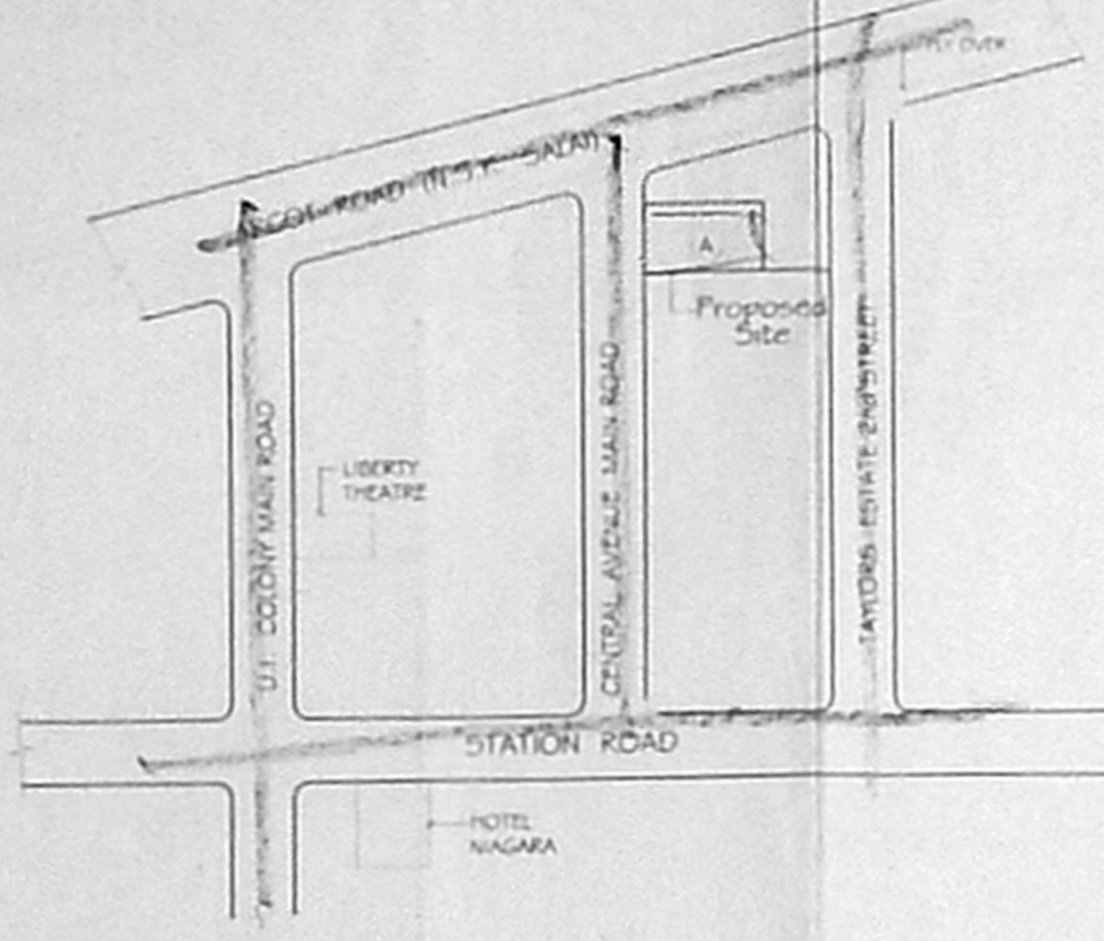 FLY OVER
ROAD (N.S.K. SALAI)
A
Proposed
Site
LIBERTY
THEATRE
U.I. COLONY MAIN ROAD
CENTRAL AVENUE MAIN ROAD
TAYLORS ESTATE 2nd STREET
STATION ROAD
HOTEL
NIAGARA